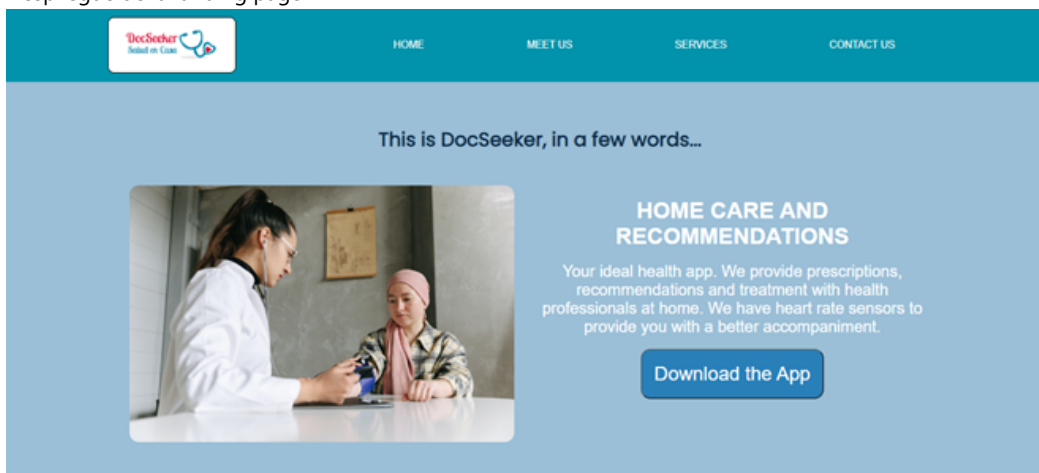 DocSeeker
Salud en Casa
HOME
MEET US
SERVICES
CONTACT US
This is DocSeeker, in a few words...
HOME CARE AND
RECOMMENDATIONS
Your ideal health app. We provide prescriptions,
recommendations and treatment with health
professionals at home. We have heart rate sensors to
provide you with a better accompaniment.
Download the App